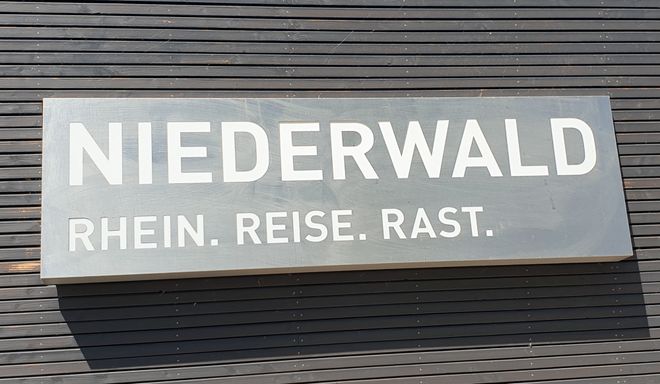 NIEDERWALD
RHEIN. REISE. RAST.